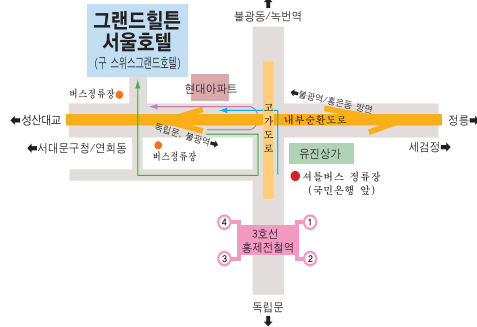 불광동/녹번역
그랜드힐튼
서울호텔
(구 스위스그랜드호텔)
버스정류장
현대아파트
고가도로
불광역/홍은동 방면
성산대교
내부순환도로
정릉
독립문, 불광역
서대문구청/연희동
버스정류장
유진상가
세검정
셔틀버스 정류장
(국민은행 앞)
4
1
3호선
홍제전철역
3
2
독립문